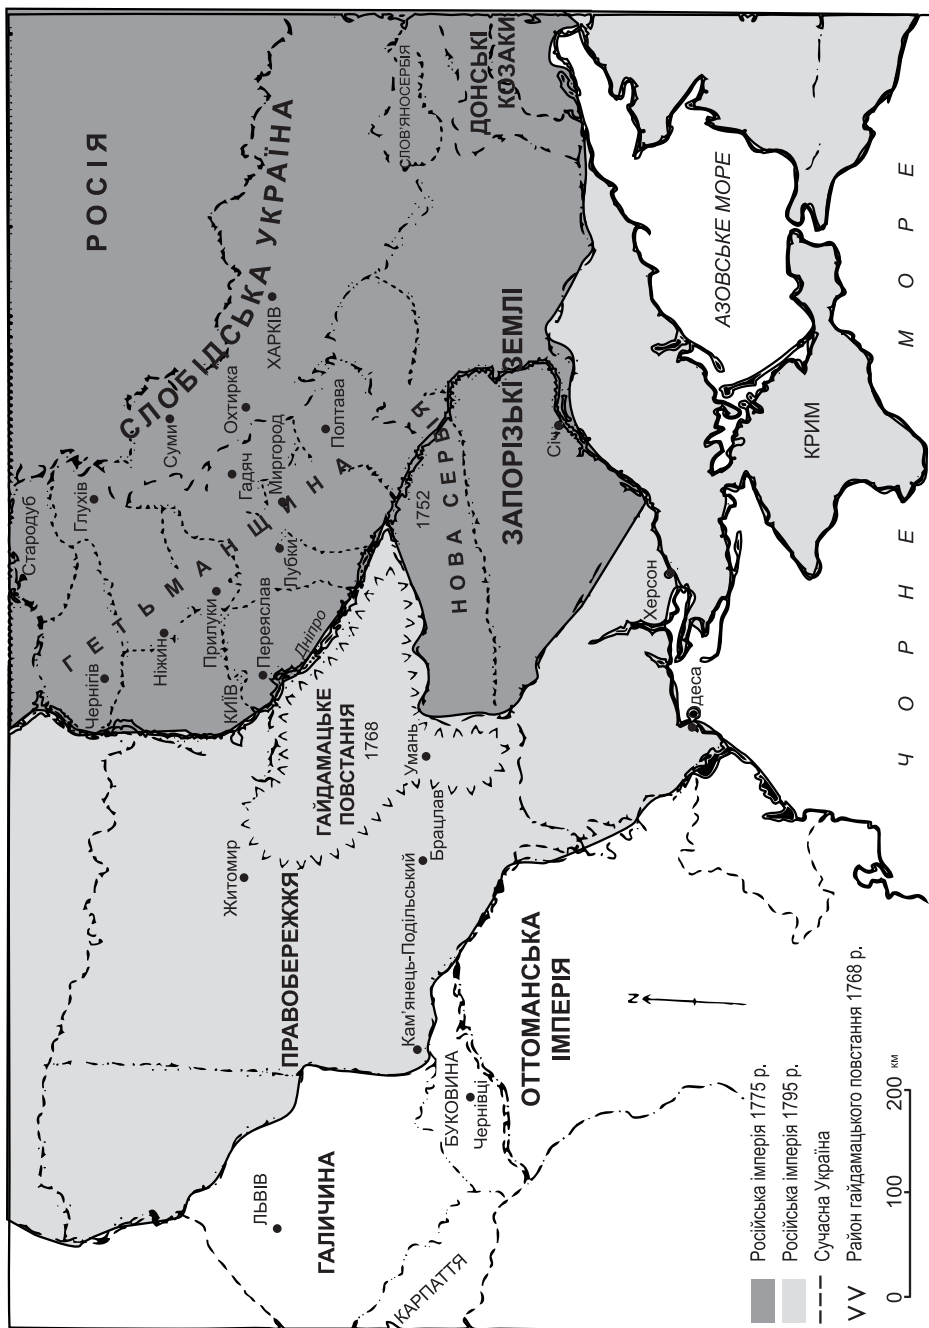 РОСІЯ
СЛОБІДСЬКА УКРАЇНА
СЛОВ'ЯНОСЕРБІЯ
ДОНСЬКІ
КОЗАКИ
Стародуб
Глухів
Суми
Охтирка
ХАРКІВ
Гадяч
Миргород
Полтава
ГЕТЬМАНЩИНА
Чернігів
Ніжин
Прилуки
Лубки
Переяслав
КИЇВ
Дніпро
НОВА СЕРБІЯ
1752
ЗАПОРІЗЬКІ ЗЕМЛІ
Січ
АЗОВСЬКЕ МОРЕ
КРИМ
ЧОРНЕ МОРЕ
Херсон
Одеса
ГАЙДАМАЦЬКЕ
ПОВСТАННЯ
1768
Умань
Житомир
Брацлав
ПРАВОБЕРЕЖЖЯ
Кам'янець-Подільський
ОТТОМАНСЬКА
ІМПЕРІЯ
БУКОВИНА
Чернівці
ЛЬВІВ
ГАЛИЧИНА
КАРПАТТЯ
N
Російська імперія 1775 р.
Російська імперія 1795 р.
Сучасна Україна
Район гайдамацького повстання 1768 р.
0 100 200 км